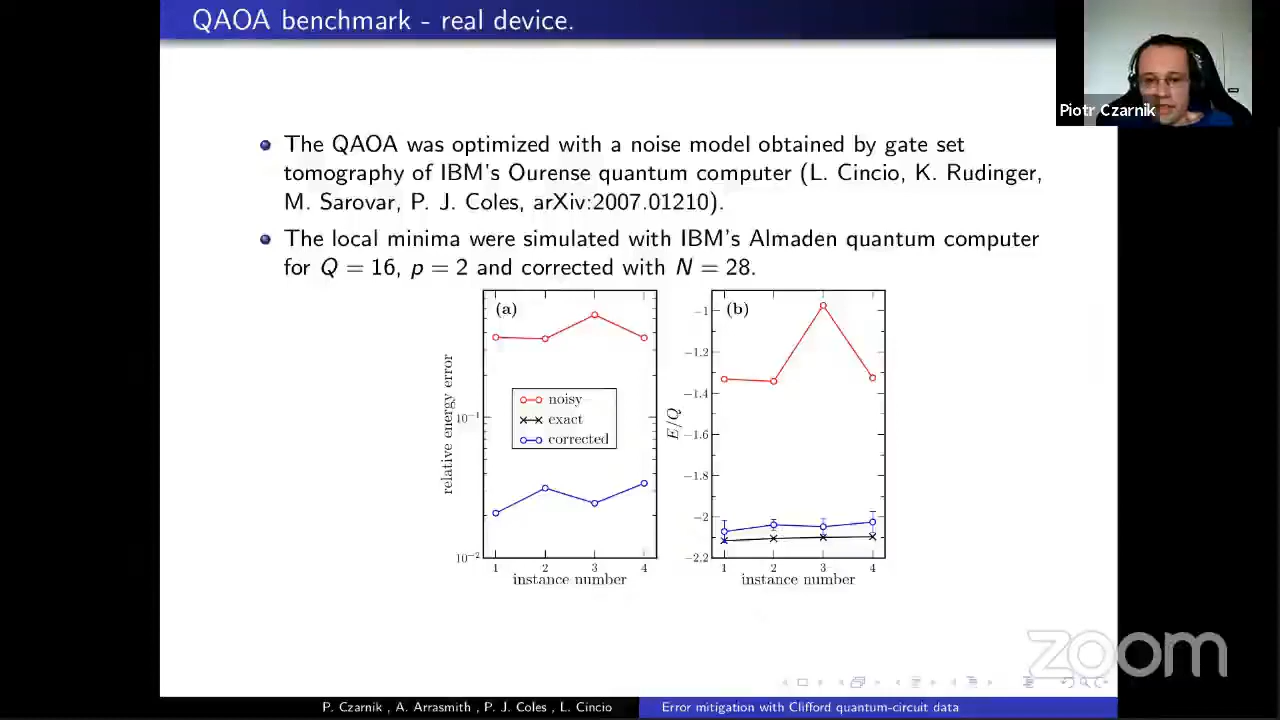 QAOA benchmark - real device.
Piotr Czarnik
The QAOA was optimized with a noise model obtained by gate set
tomography of IBM's Ourense quantum computer (L. Cincio, K. Rudinger,
M. Sarovar, P. J. Coles, arXiv:2007.01210).
The local minima were simulated with IBM's Almaden quantum computer
for Q = 16, p = 2 and corrected with N = 28.
(a)
relative energy error
10⁻¹
10⁻²
noisy
exact
corrected
1 2 3 4
instance number
(b)
E/Q
−1
−1.2
−1.4
−1.6
−1.8
−2
−2.2
1 2 3 4
instance number
zoom
P. Czarnik , A. Arrasmith , P. J. Coles , L. Cincio
Error mitigation with Clifford quantum-circuit data